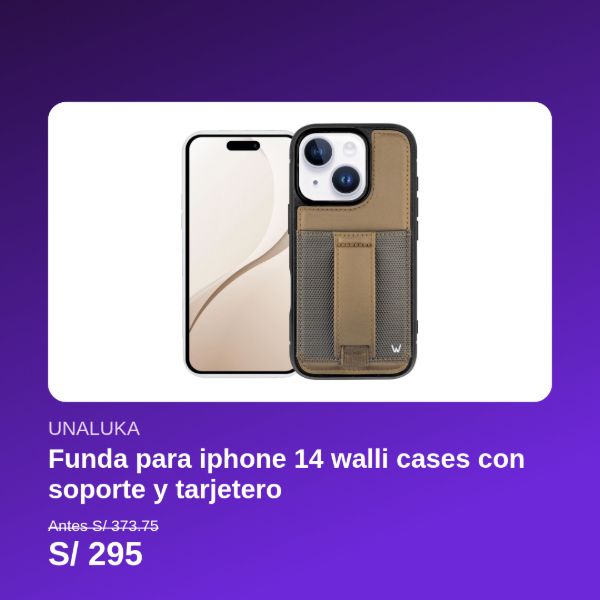 W
UNALUKA
Funda para iphone 14 walli cases con
soporte y tarjetero
Antes S/ 373.75
S/ 295